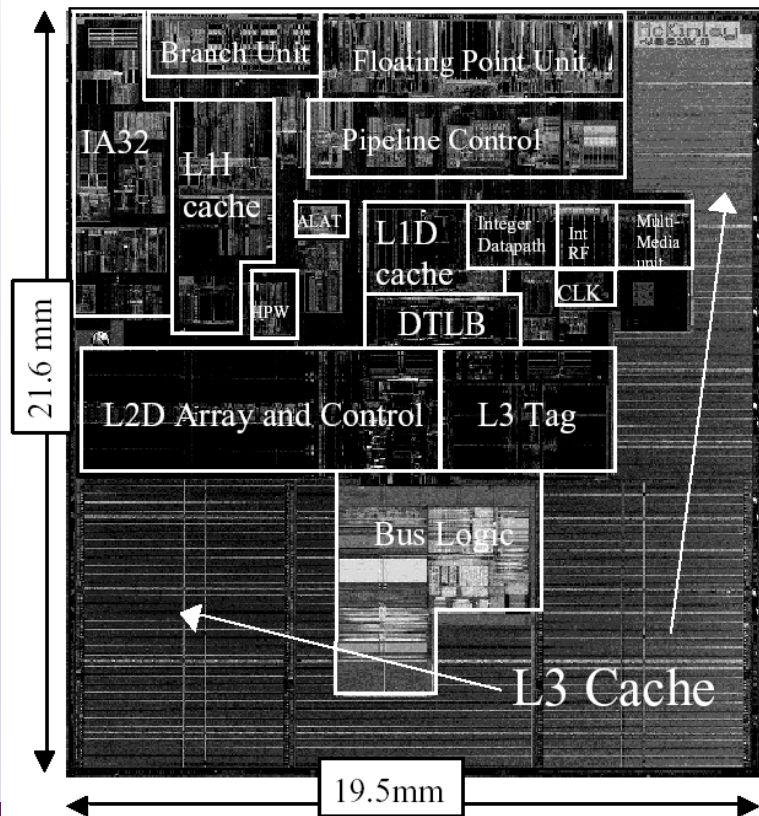 McKinley
Branch Unit
Floating Point Unit
IA32
L1I
cache
Pipeline Control
ALAT
L1D
cache
Integer
Datapath
Int
RF
Multi-
Media
unit
HPW
CLK
DTLB
21.6 mm
L2D Array and Control
L3 Tag
Bus Logic
L3 Cache
19.5mm